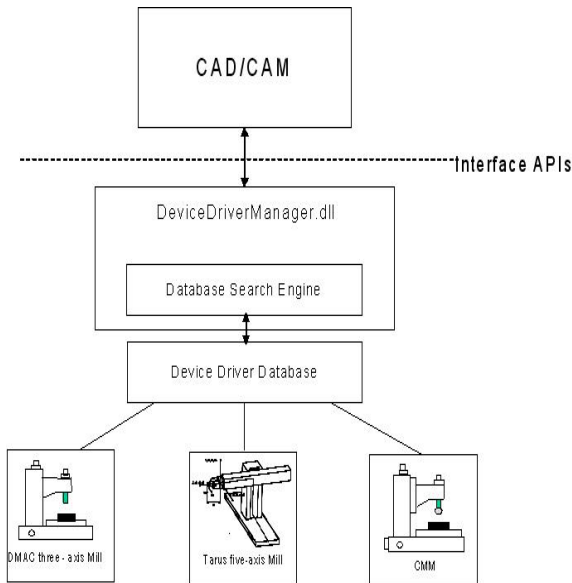 CAD/CAM
Interface APIs
DeviceDriverManager.dll
Database Search Engine
Device Driver Database
DMAC three - axis Mill
Tarus five-axis Mill
CMM